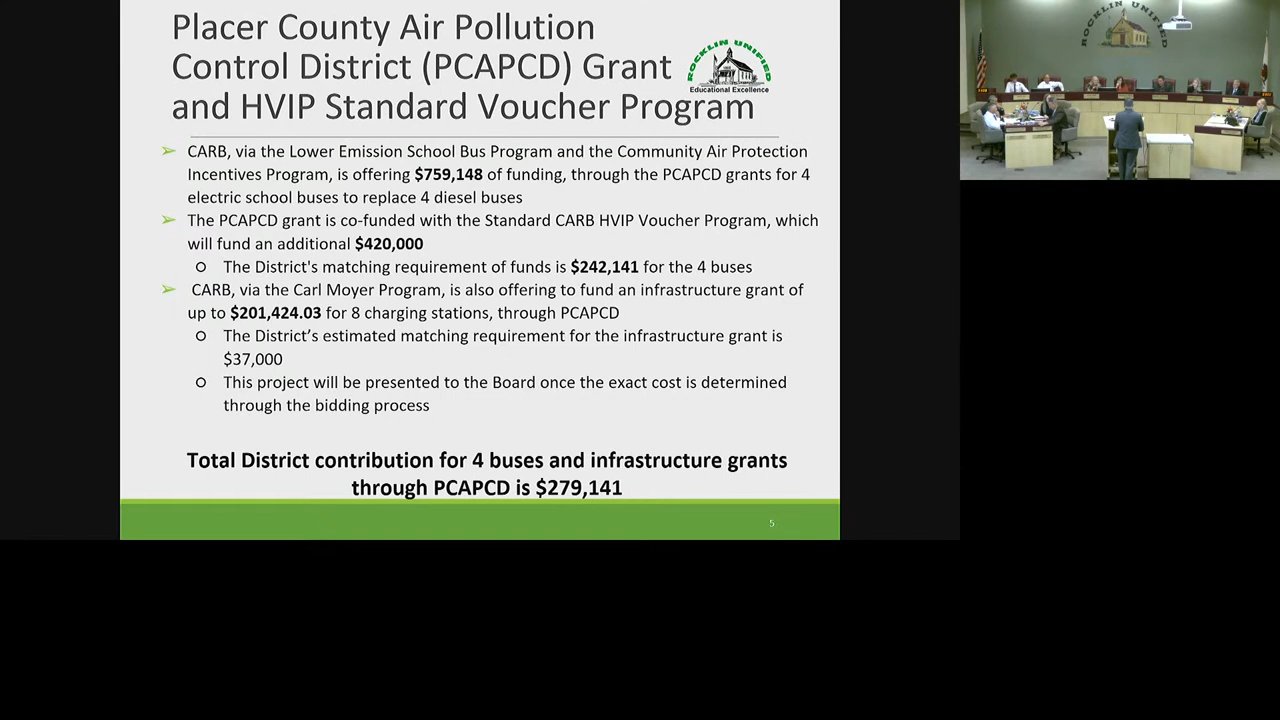 Placer County Air Pollution
Control District (PCAPCD) Grant
and HVIP Standard Voucher Program
ROCKLIN UNIFIED
Educational Excellence
➢ CARB, via the Lower Emission School Bus Program and the Community Air Protection
Incentives Program, is offering $759,148 of funding, through the PCAPCD grants for 4
electric school buses to replace 4 diesel buses
➢ The PCAPCD grant is co-funded with the Standard CARB HVIP Voucher Program, which
will fund an additional $420,000
o The District's matching requirement of funds is $242,141 for the 4 buses
➢ CARB, via the Carl Moyer Program, is also offering to fund an infrastructure grant of
up to $201,424.03 for 8 charging stations, through PCAPCD
o The District’s estimated matching requirement for the infrastructure grant is
$37,000
o This project will be presented to the Board once the exact cost is determined
through the bidding process
Total District contribution for 4 buses and infrastructure grants
through PCAPCD is $279,141
5
ROCKLIN UNIFIED